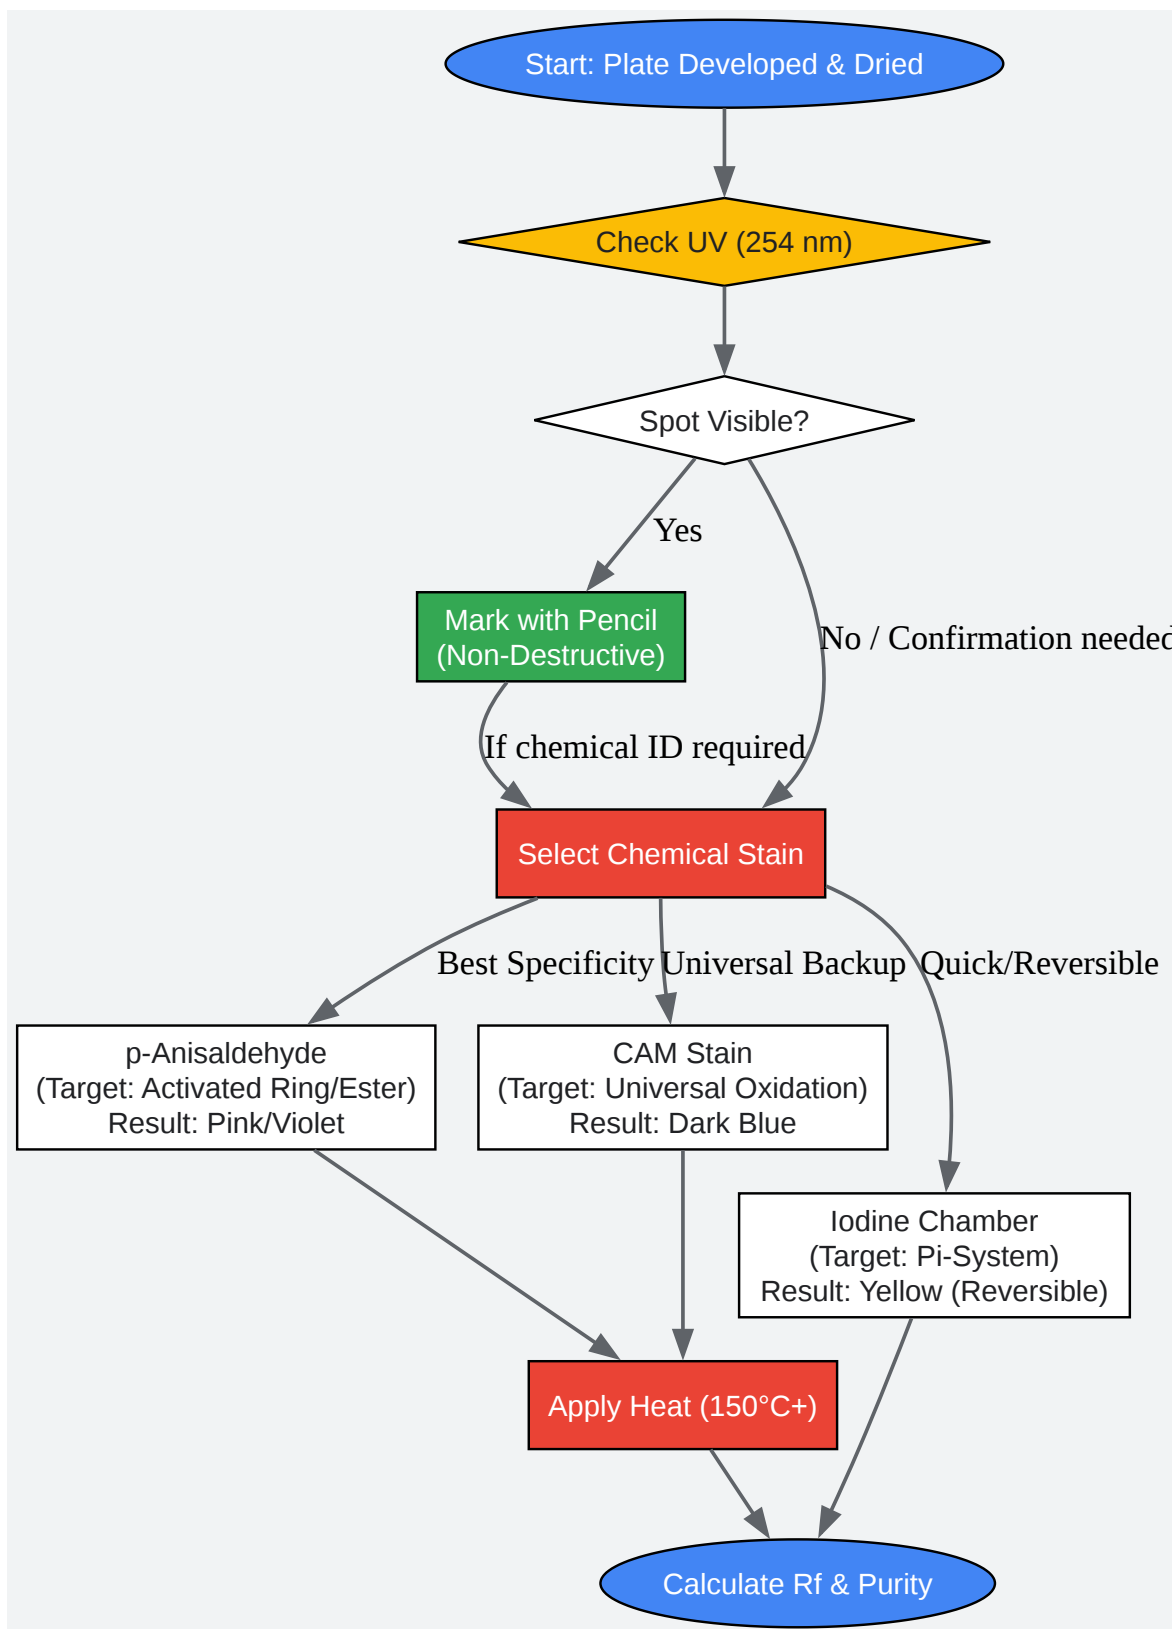 Start: Plate Developed & Dried
Check UV (254 nm)
Spot Visible?
Yes
Mark with Pencil
(Non-Destructive)
No / Confirmation needed
If chemical ID required
Select Chemical Stain
Best Specificity
Universal Backup
Quick/Reversible
p-Anisaldehyde
(Target: Activated Ring/Ester)
Result: Pink/Violet
CAM Stain
(Target: Universal Oxidation)
Result: Dark Blue
Iodine Chamber
(Target: Pi-System)
Result: Yellow (Reversible)
Apply Heat (150°C+)
Calculate Rf & Purity